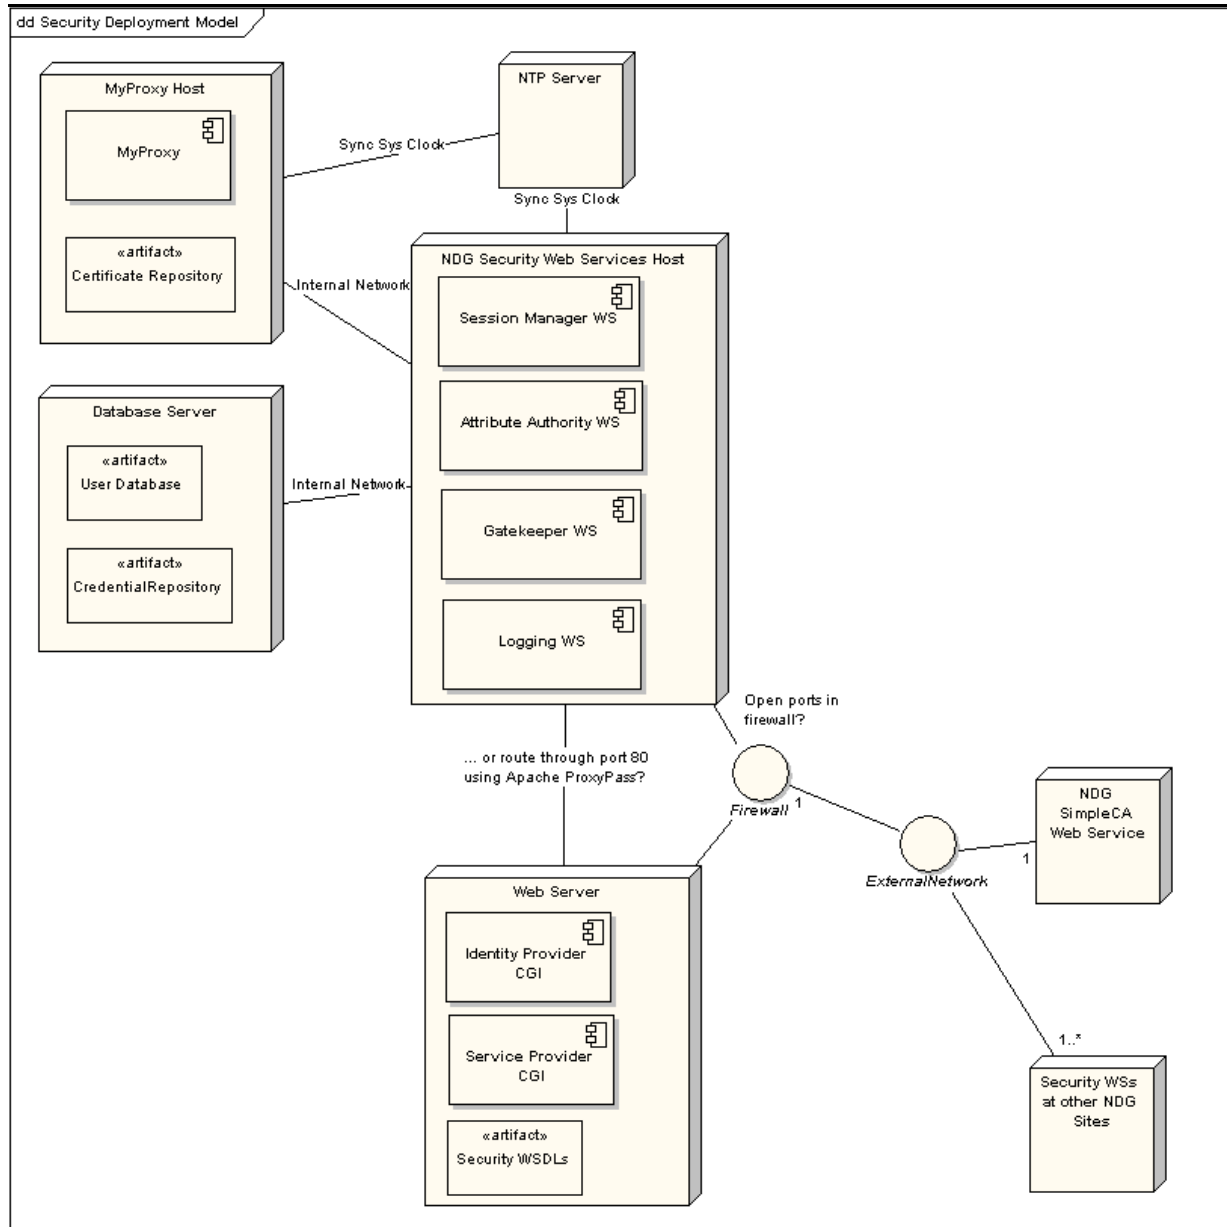 dd Security Deployment Model
MyProxy Host
MyProxy
«artifact»
Certificate Repository
NTP Server
Sync Sys Clock
Sync Sys Clock
Internal Network
NDG Security Web Services Host
Session Manager WS
Attribute Authority WS
Gatekeeper WS
Logging WS
Database Server
«artifact»
User Database
«artifact»
CredentialRepository
Internal Network
Open ports in
firewall?
... or route through port 80
using Apache ProxyPass?
Firewall
1
ExternalNetwork
1
NDG
SimpleCA
Web Service
Web Server
Identity Provider
CGI
Service Provider
CGI
«artifact»
Security WSDLs
1..*
Security WSs
at other NDG
Sites